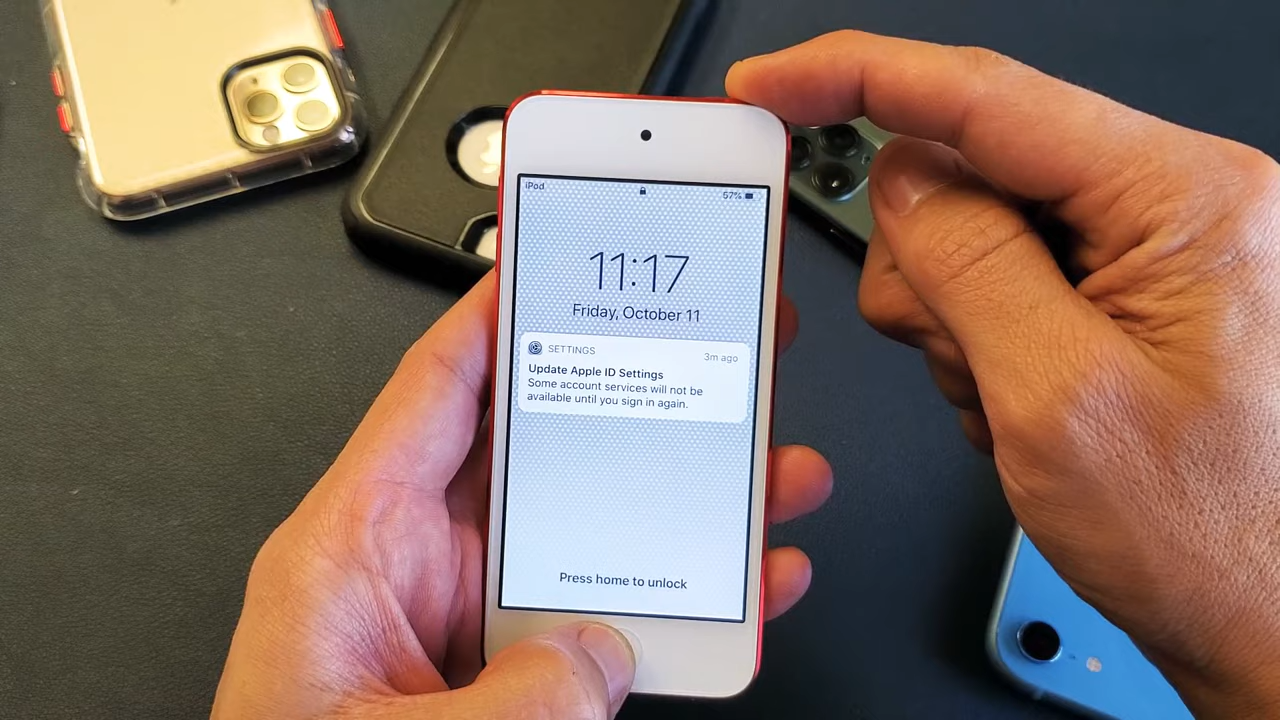 iPod
57%
11:17
Friday, October 11
SETTINGS
3m ago
Update Apple ID Settings
Some account services will not be
available until you sign in again.
Press home to unlock